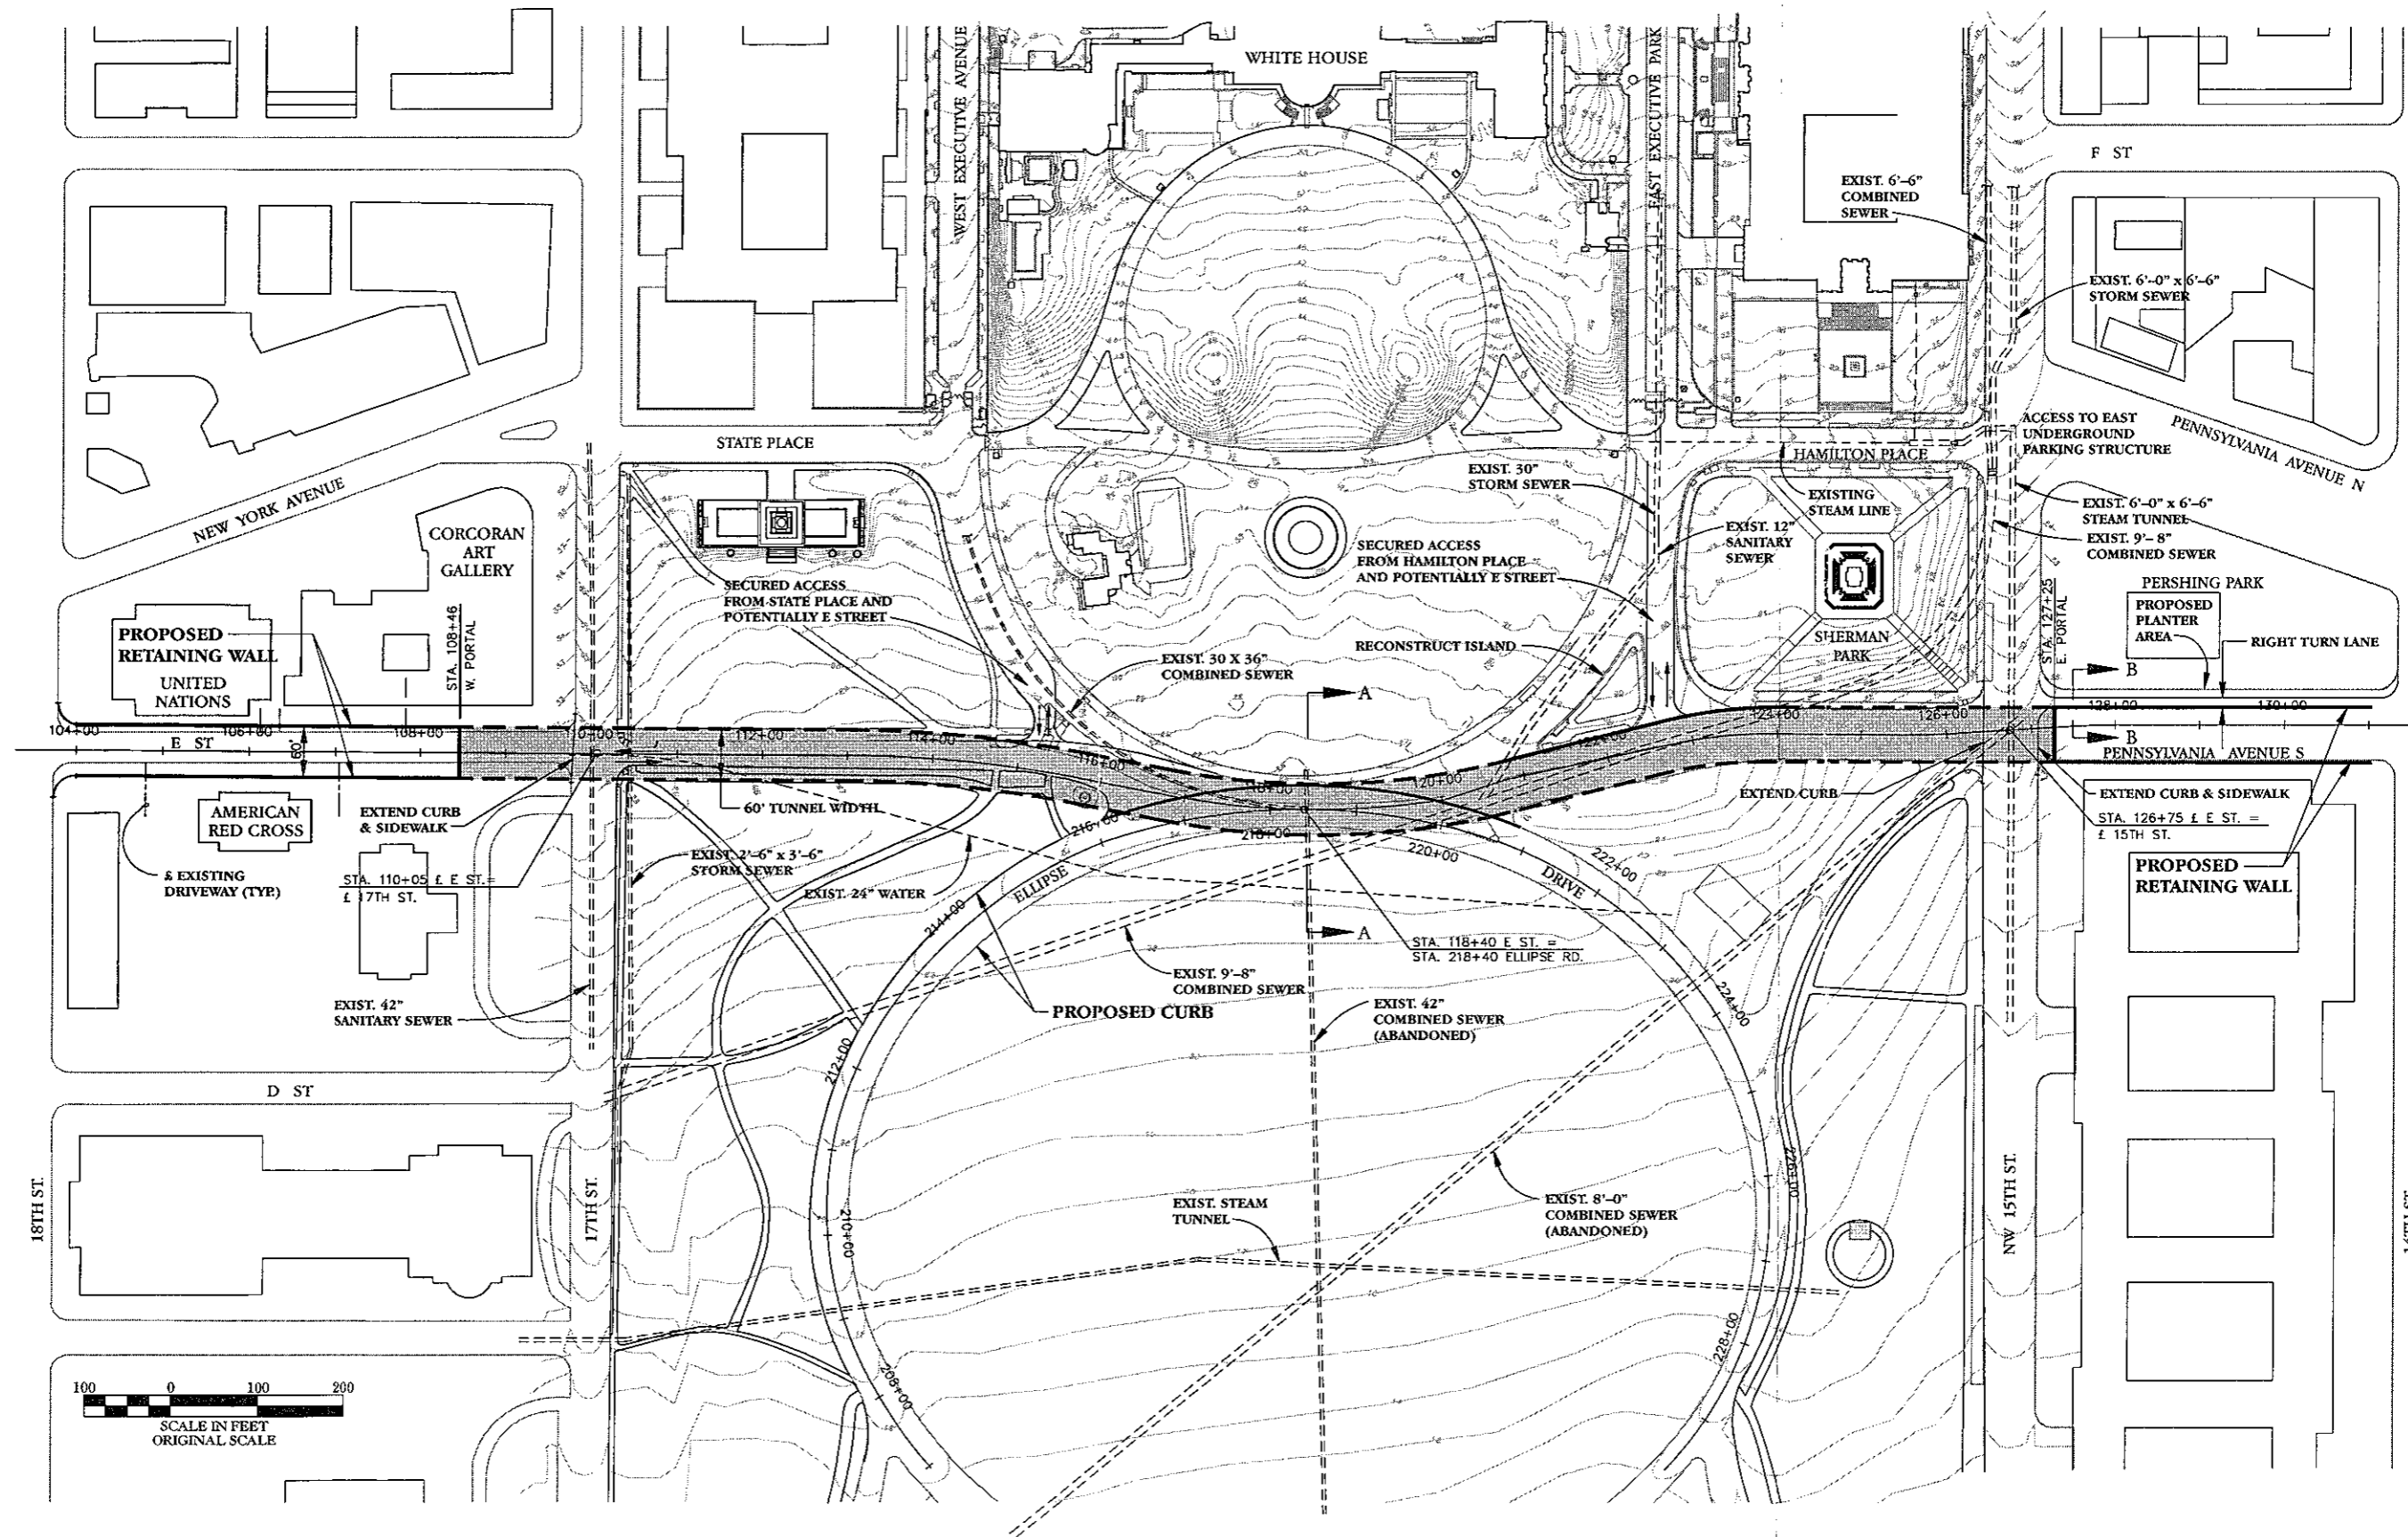 WHITE HOUSE
WEST EXECUTIVE AVENUE
EAST EXECUTIVE PARK
F ST
EXIST. 6'-6"
COMBINED
SEWER
EXIST. 6'-0" x 6'-6"
STORM SEWER
PENNSYLVANIA AVENUE N
ACCESS TO EAST
UNDERGROUND
PARKING STRUCTURE
STATE PLACE
HAMILTON PLACE
NEW YORK AVENUE
CORCORAN
ART
GALLERY
EXIST. 30"
STORM SEWER
EXISTING
STEAM LINE
EXIST. 6'-0" x 6'-6"
STEAM TUNNEL
EXIST. 9'-8"
COMBINED SEWER
EXIST. 12"
SANITARY
SEWER
SECURED ACCESS
FROM HAMILTON PLACE
AND POTENTIALLY E STREET
SECURED ACCESS
FROM STATE PLACE AND
POTENTIALLY E STREET
PERSHING PARK
PROPOSED
PLANTER
AREA
RIGHT TURN LANE
STA. 127+25
E. PORTAL
SHERMAN
PARK
RECONSTRUCT ISLAND
EXIST. 30 X 36"
COMBINED SEWER
PROPOSED
RETAINING WALL
UNITED
NATIONS
STA. 108+46
W. PORTAL
A
B
104+00
106+00
108+00
110+00
112+00
114+00
116+00
118+00
120+00
122+00
124+00
126+00
128+00
130+00
E ST
60'
B
PENNSYLVANIA AVENUE S
AMERICAN
RED CROSS
EXTEND CURB
& SIDEWALK
60' TUNNEL WIDTH
216+00
218+00
220+00
222+00
EXTEND CURB
EXTEND CURB & SIDEWALK
STA. 126+75 £ E ST. =
£ 15TH ST.
& EXISTING
DRIVEWAY (TYP.)
STA. 110+05 £ E ST.=
£ 17TH ST.
EXIST. 2'-6" x 3'-6"
STORM SEWER
EXIST. 24" WATER
ELLIPSE
DRIVE
PROPOSED
RETAINING WALL
214+00
A
STA. 118+40 E ST. =
STA. 218+40 ELLIPSE RD.
EXIST. 9'-8"
COMBINED SEWER
PROPOSED CURB
EXIST. 42"
COMBINED SEWER
(ABANDONED)
224+00
EXIST. 42"
SANITARY SEWER
212+00
D ST
18TH ST.
17TH ST.
210+00
EXIST. STEAM
TUNNEL
EXIST. 8'-0"
COMBINED SEWER
(ABANDONED)
226+00
NW 15TH ST.
208+00
228+00
100 0 100 200
SCALE IN FEET
ORIGINAL SCALE